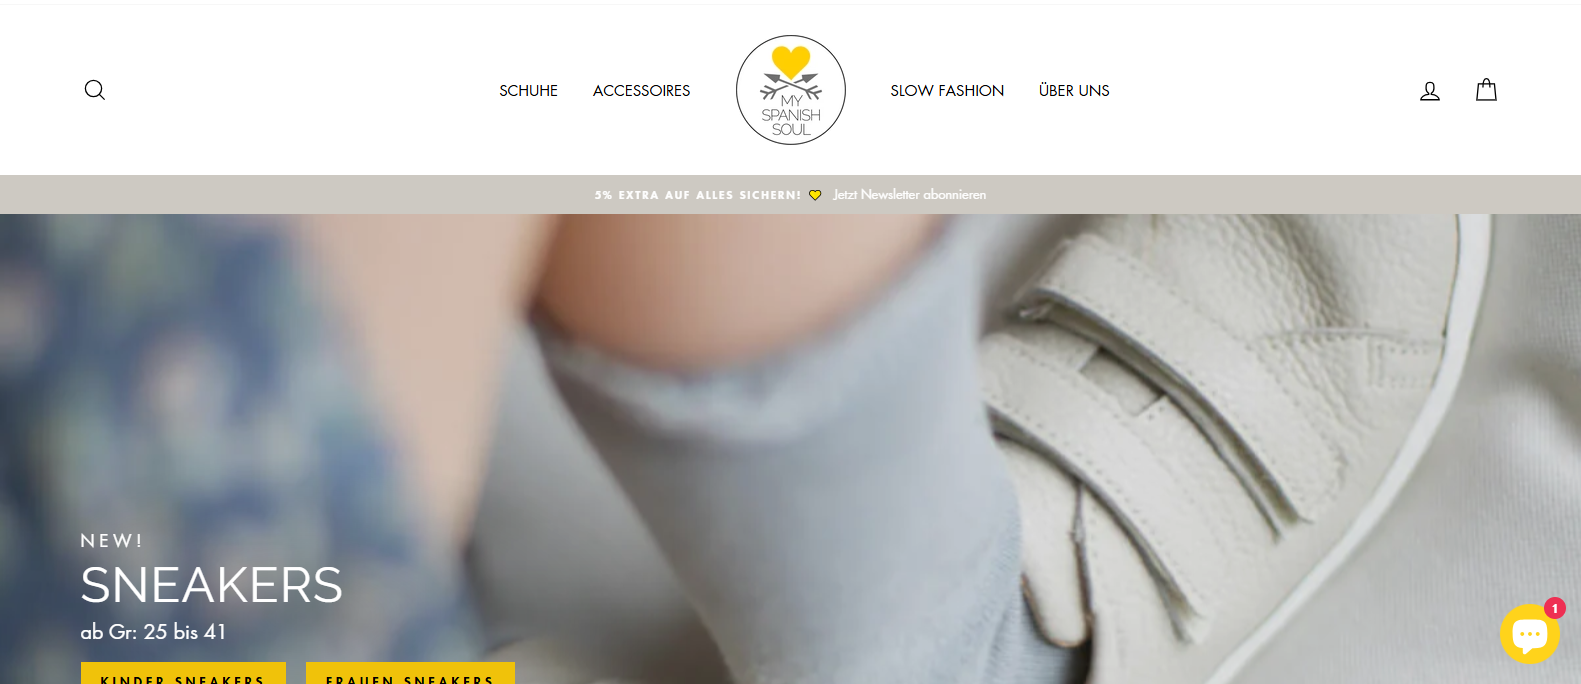 SCHUHE ACCESSOIRES SLOW FASHION ÜBER UNS
MY
SPANISH
SOUL
5% EXTRA AUF ALLES SICHERN! Jetzt Newsletter abonnieren
NEW!
SNEAKERS
ab Gr: 25 bis 41
KINDER SNEAKERS FRAUEN SNEAKERS
1